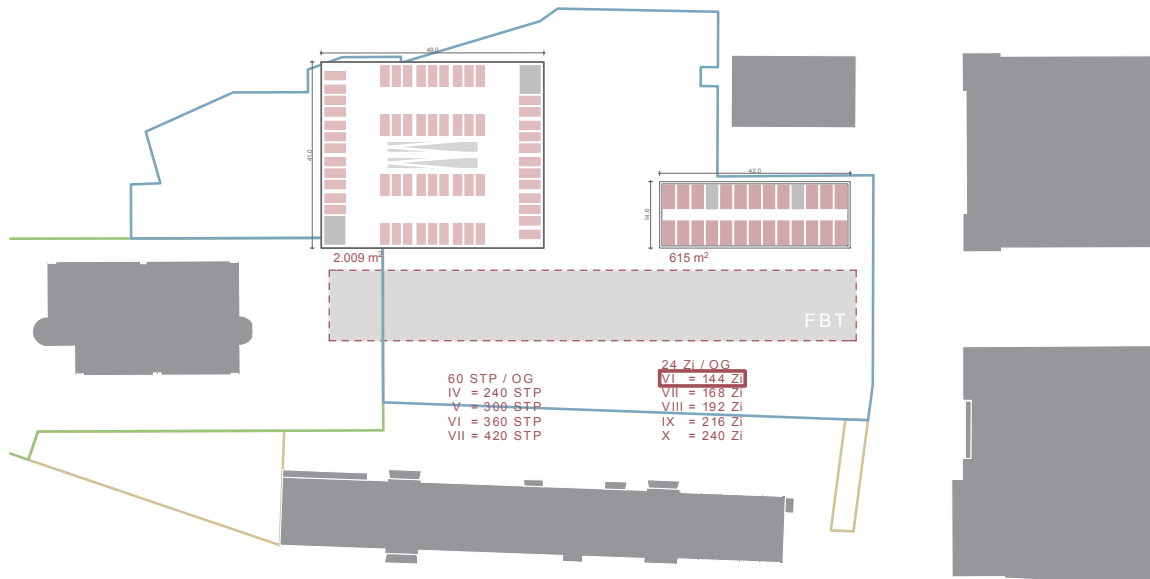 49.0
41.0
42.0
14.6
2.009 m²
615 m²
FBT
60 STP / OG
IV = 240 STP
V = 300 STP
VI = 360 STP
VII = 420 STP
24 Zi / OG
VI = 144 Zi
VII = 168 Zi
VIII = 192 Zi
IX = 216 Zi
X = 240 Zi